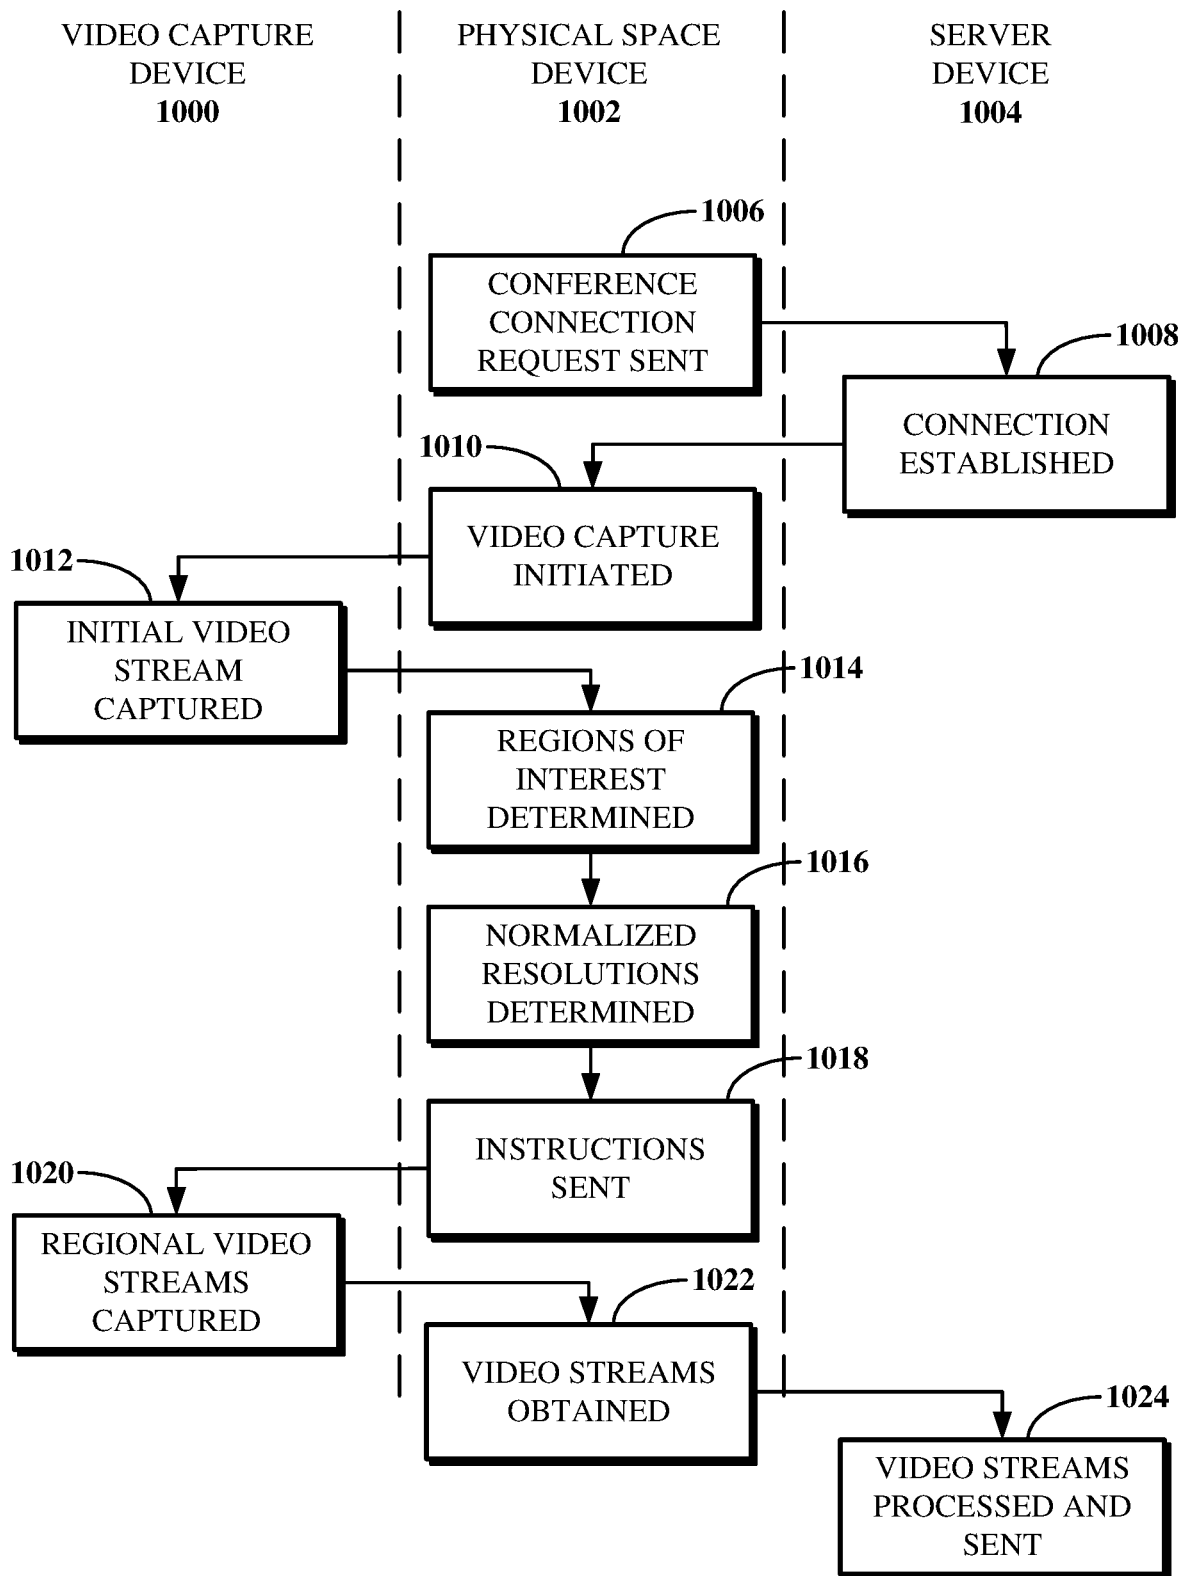 VIDEO CAPTURE
DEVICE
1000
PHYSICAL SPACE
DEVICE
1002
SERVER
DEVICE
1004
1006
CONFERENCE
CONNECTION
REQUEST SENT
1008
CONNECTION
ESTABLISHED
1010
VIDEO CAPTURE
INITIATED
1012
INITIAL VIDEO
STREAM
CAPTURED
1014
REGIONS OF
INTEREST
DETERMINED
1016
NORMALIZED
RESOLUTIONS
DETERMINED
1018
INSTRUCTIONS
SENT
1020
REGIONAL VIDEO
STREAMS
CAPTURED
1022
VIDEO STREAMS
OBTAINED
1024
VIDEO STREAMS
PROCESSED AND
SENT